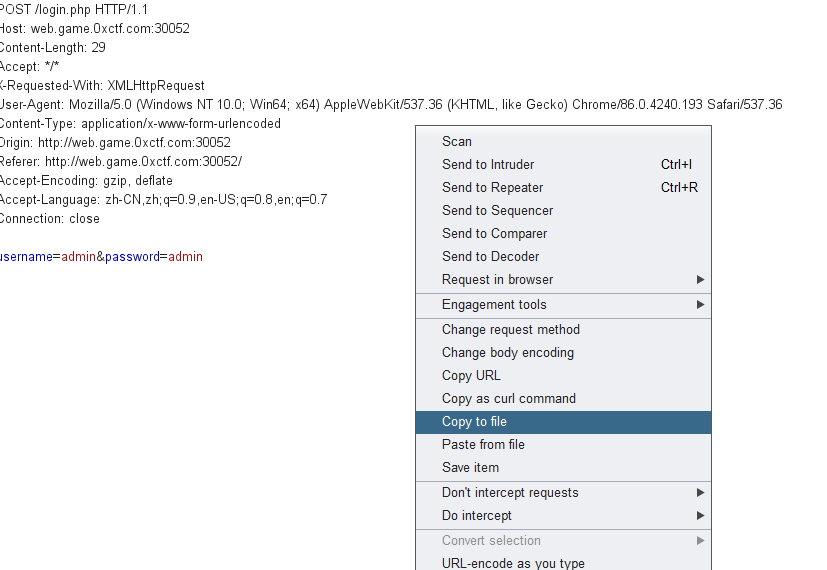 POST /login.php HTTP/1.1
Host: web.game.0xctf.com:30052
Content-Length: 29
Accept: */*
X-Requested-With: XMLHttpRequest
User-Agent: Mozilla/5.0 (Windows NT 10.0; Win64; x64) AppleWebKit/537.36 (KHTML, like Gecko) Chrome/86.0.4240.193 Safari/537.36
Content-Type: application/x-www-form-urlencoded
Origin: http://web.game.0xctf.com:30052
Referer: http://web.game.0xctf.com:30052/
Accept-Encoding: gzip, deflate
Accept-Language: zh-CN,zh;q=0.9,en-US;q=0.8,en;q=0.7
Connection: close
username=admin&password=admin
Scan
Send to Intruder Ctrl+I
Send to Repeater Ctrl+R
Send to Sequencer
Send to Comparer
Send to Decoder
Request in browser
Engagement tools
Change request method
Change body encoding
Copy URL
Copy as curl command
Copy to file
Paste from file
Save item
Don't intercept requests
Do intercept
Convert selection
URL-encode as you type